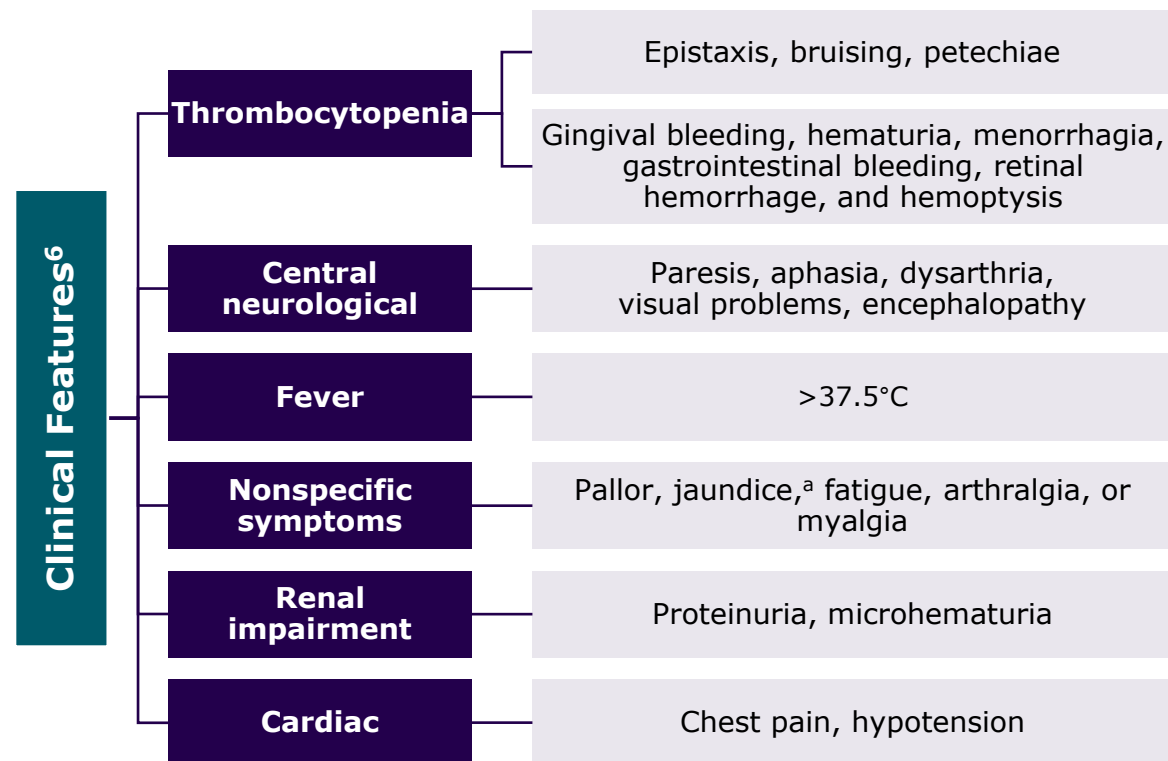 Clinical Features⁶
Thrombocytopenia
Epistaxis, bruising, petechiae
Gingival bleeding, hematuria, menorrhagia,
gastrointestinal bleeding, retinal
hemorrhage, and hemoptysis
Central
neurological
Paresis, aphasia, dysarthria,
visual problems, encephalopathy
Fever
>37.5°C
Nonspecific
symptoms
Pallor, jaundice,ᵃ fatigue, arthralgia, or
myalgia
Renal
impairment
Proteinuria, microhematuria
Cardiac
Chest pain, hypotension